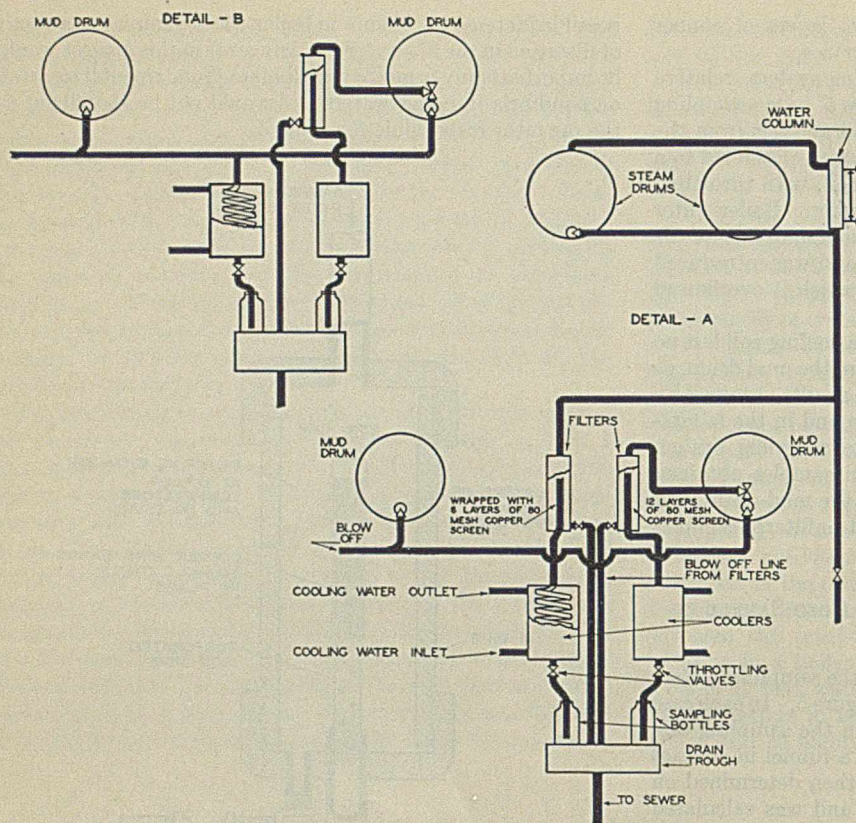 DETAIL - B
MUD DRUM
MUD DRUM
WATER
COLUMN
STEAM
DRUMS
DETAIL - A
FILTERS
MUD
DRUM
MUD
DRUM
WRAPPED WITH
6 LAYERS OF 80
MESH COPPER
SCREEN
12 LAYERS
OF 80 MESH
COPPER SCREEN
BLOW
OFF
BLOW OFF LINE
FROM FILTERS
COOLING WATER OUTLET
COOLERS
COOLING WATER INLET
THROTTLING
VALVES
SAMPLING
BOTTLES
DRAIN
TROUGH
TO SEWER